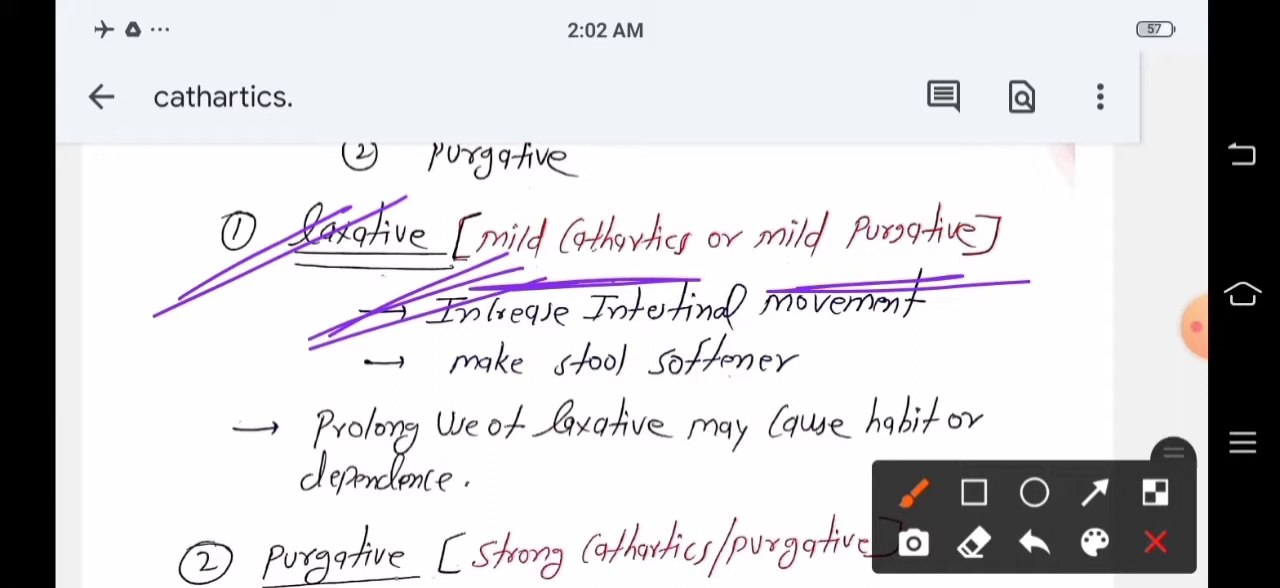 2:02 AM
57
cathartics.
② Purgative
① Laxative [mild Cathartics or mild Purgative]
→ Increase Intestinal movement
→ make stool softener
→ Prolong Use of laxative may Cause habit or
dependence.
② Purgative [Strong Cathartics/purgative]